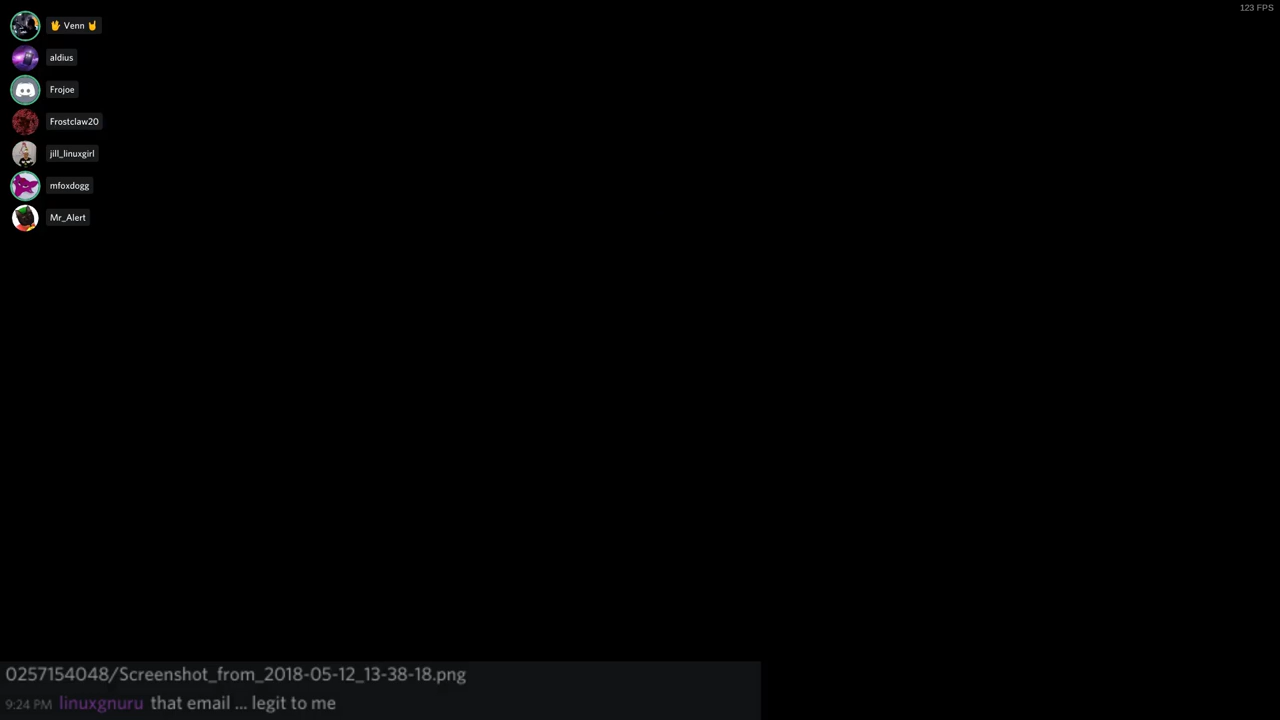 123 FPS
🖖 Venn 🤘
aldius
Frojoe
Frostclaw20
jill_linuxgirl
mfoxdogg
Mr_Alert
0257154048/Screenshot_from_2018-05-12_13-38-18.png
9:24 PM linuxgnuru that email ... legit to me